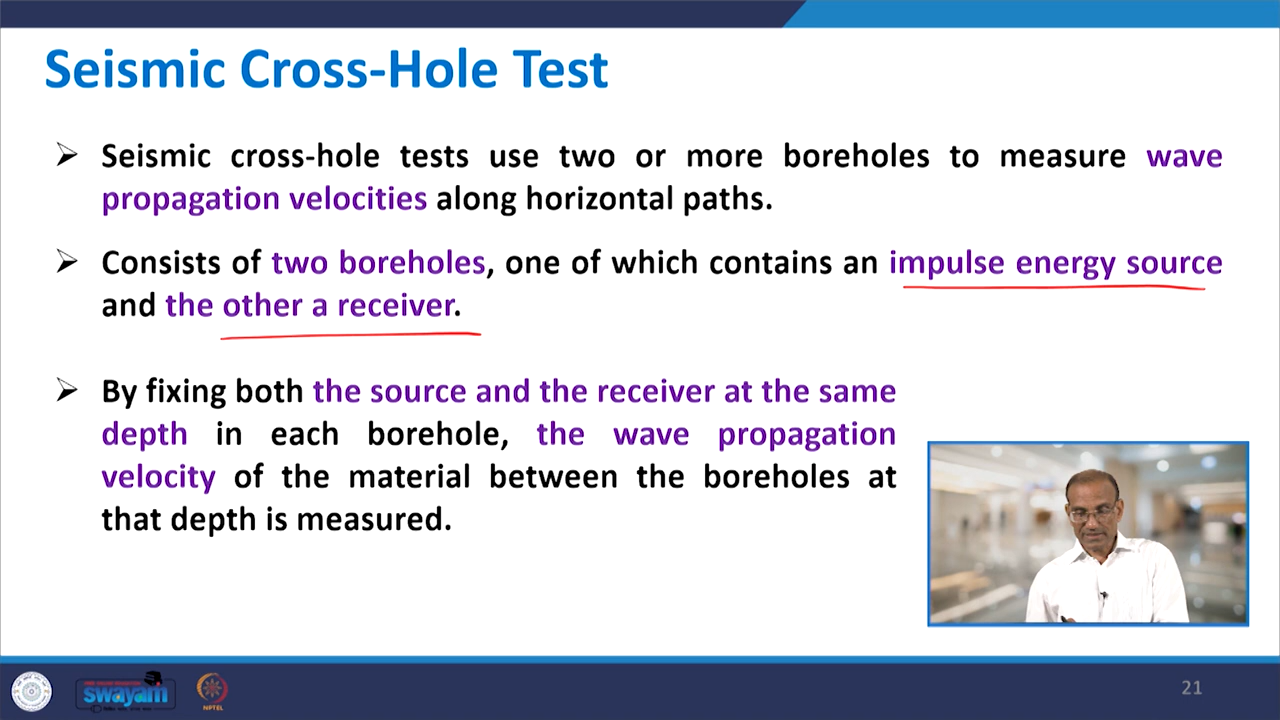 Seismic Cross-Hole Test
➢ Seismic cross-hole tests use two or more boreholes to measure wave
propagation velocities along horizontal paths.
➢ Consists of two boreholes, one of which contains an impulse energy source
and the other a receiver.
➢ By fixing both the source and the receiver at the same
depth in each borehole, the wave propagation
velocity of the material between the boreholes at
that depth is measured.
swayam
NPTEL
21